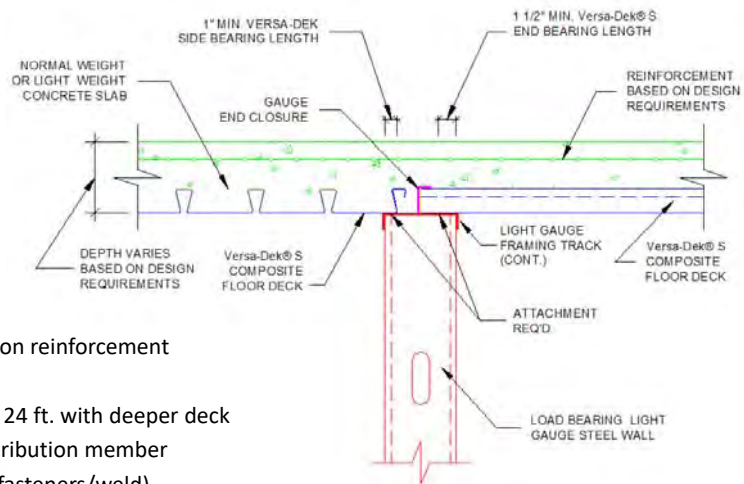 1" MIN. VERSA-DEK
SIDE BEARING LENGTH
1 1/2" MIN. Versa-Dek® S
END BEARING LENGTH
NORMAL WEIGHT
OR LIGHT WEIGHT
CONCRETE SLAB
GAUGE
END CLOSURE
REINFORCEMENT
BASED ON DESIGN
REQUIREMENTS
DEPTH VARIES
BASED ON DESIGN
REQUIREMENTS
Versa-Dek® S
COMPOSITE
FLOOR DECK
LIGHT GAUGE
FRAMING TRACK
(CONT.)
Versa-Dek® S
COMPOSITE
FLOOR DECK
ATTACHMENT
REQ'D
LOAD BEARING LIGHT
GAUGE STEEL WALL
on reinforcement
24 ft. with deeper deck
tribution member
fasteners/weld)